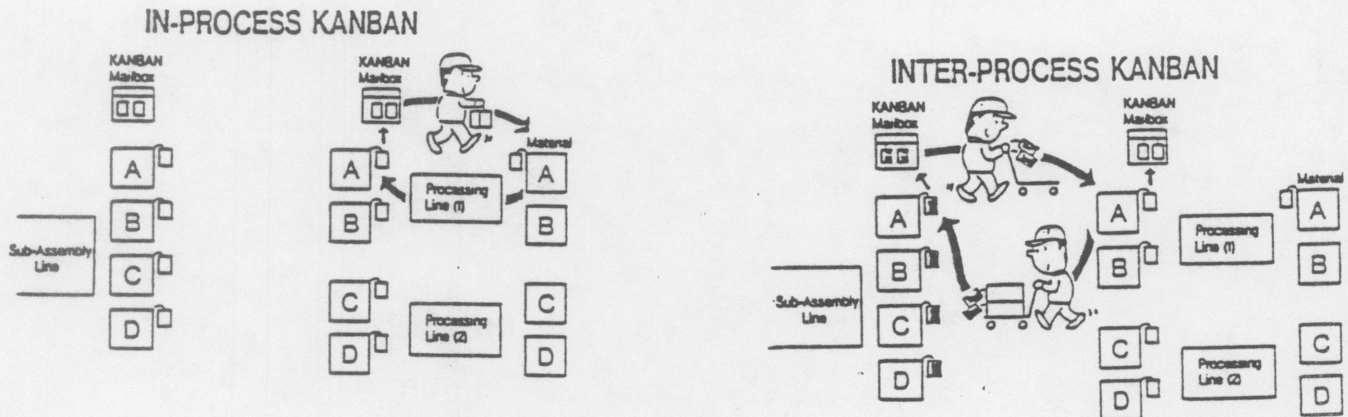 IN-PROCESS KANBAN
KANBAN
Mailbox
KANBAN
Mailbox
Material
A
B
C
D
Sub-Assembly
Line
A
B
Processing
Line (1)
A
B
C
D
Processing
Line (2)
C
D
INTER-PROCESS KANBAN
KANBAN
Mailbox
KANBAN
Mailbox
Material
A
B
C
D
Sub-Assembly
Line
A
B
Processing
Line (1)
A
B
C
D
Processing
Line (2)
C
D